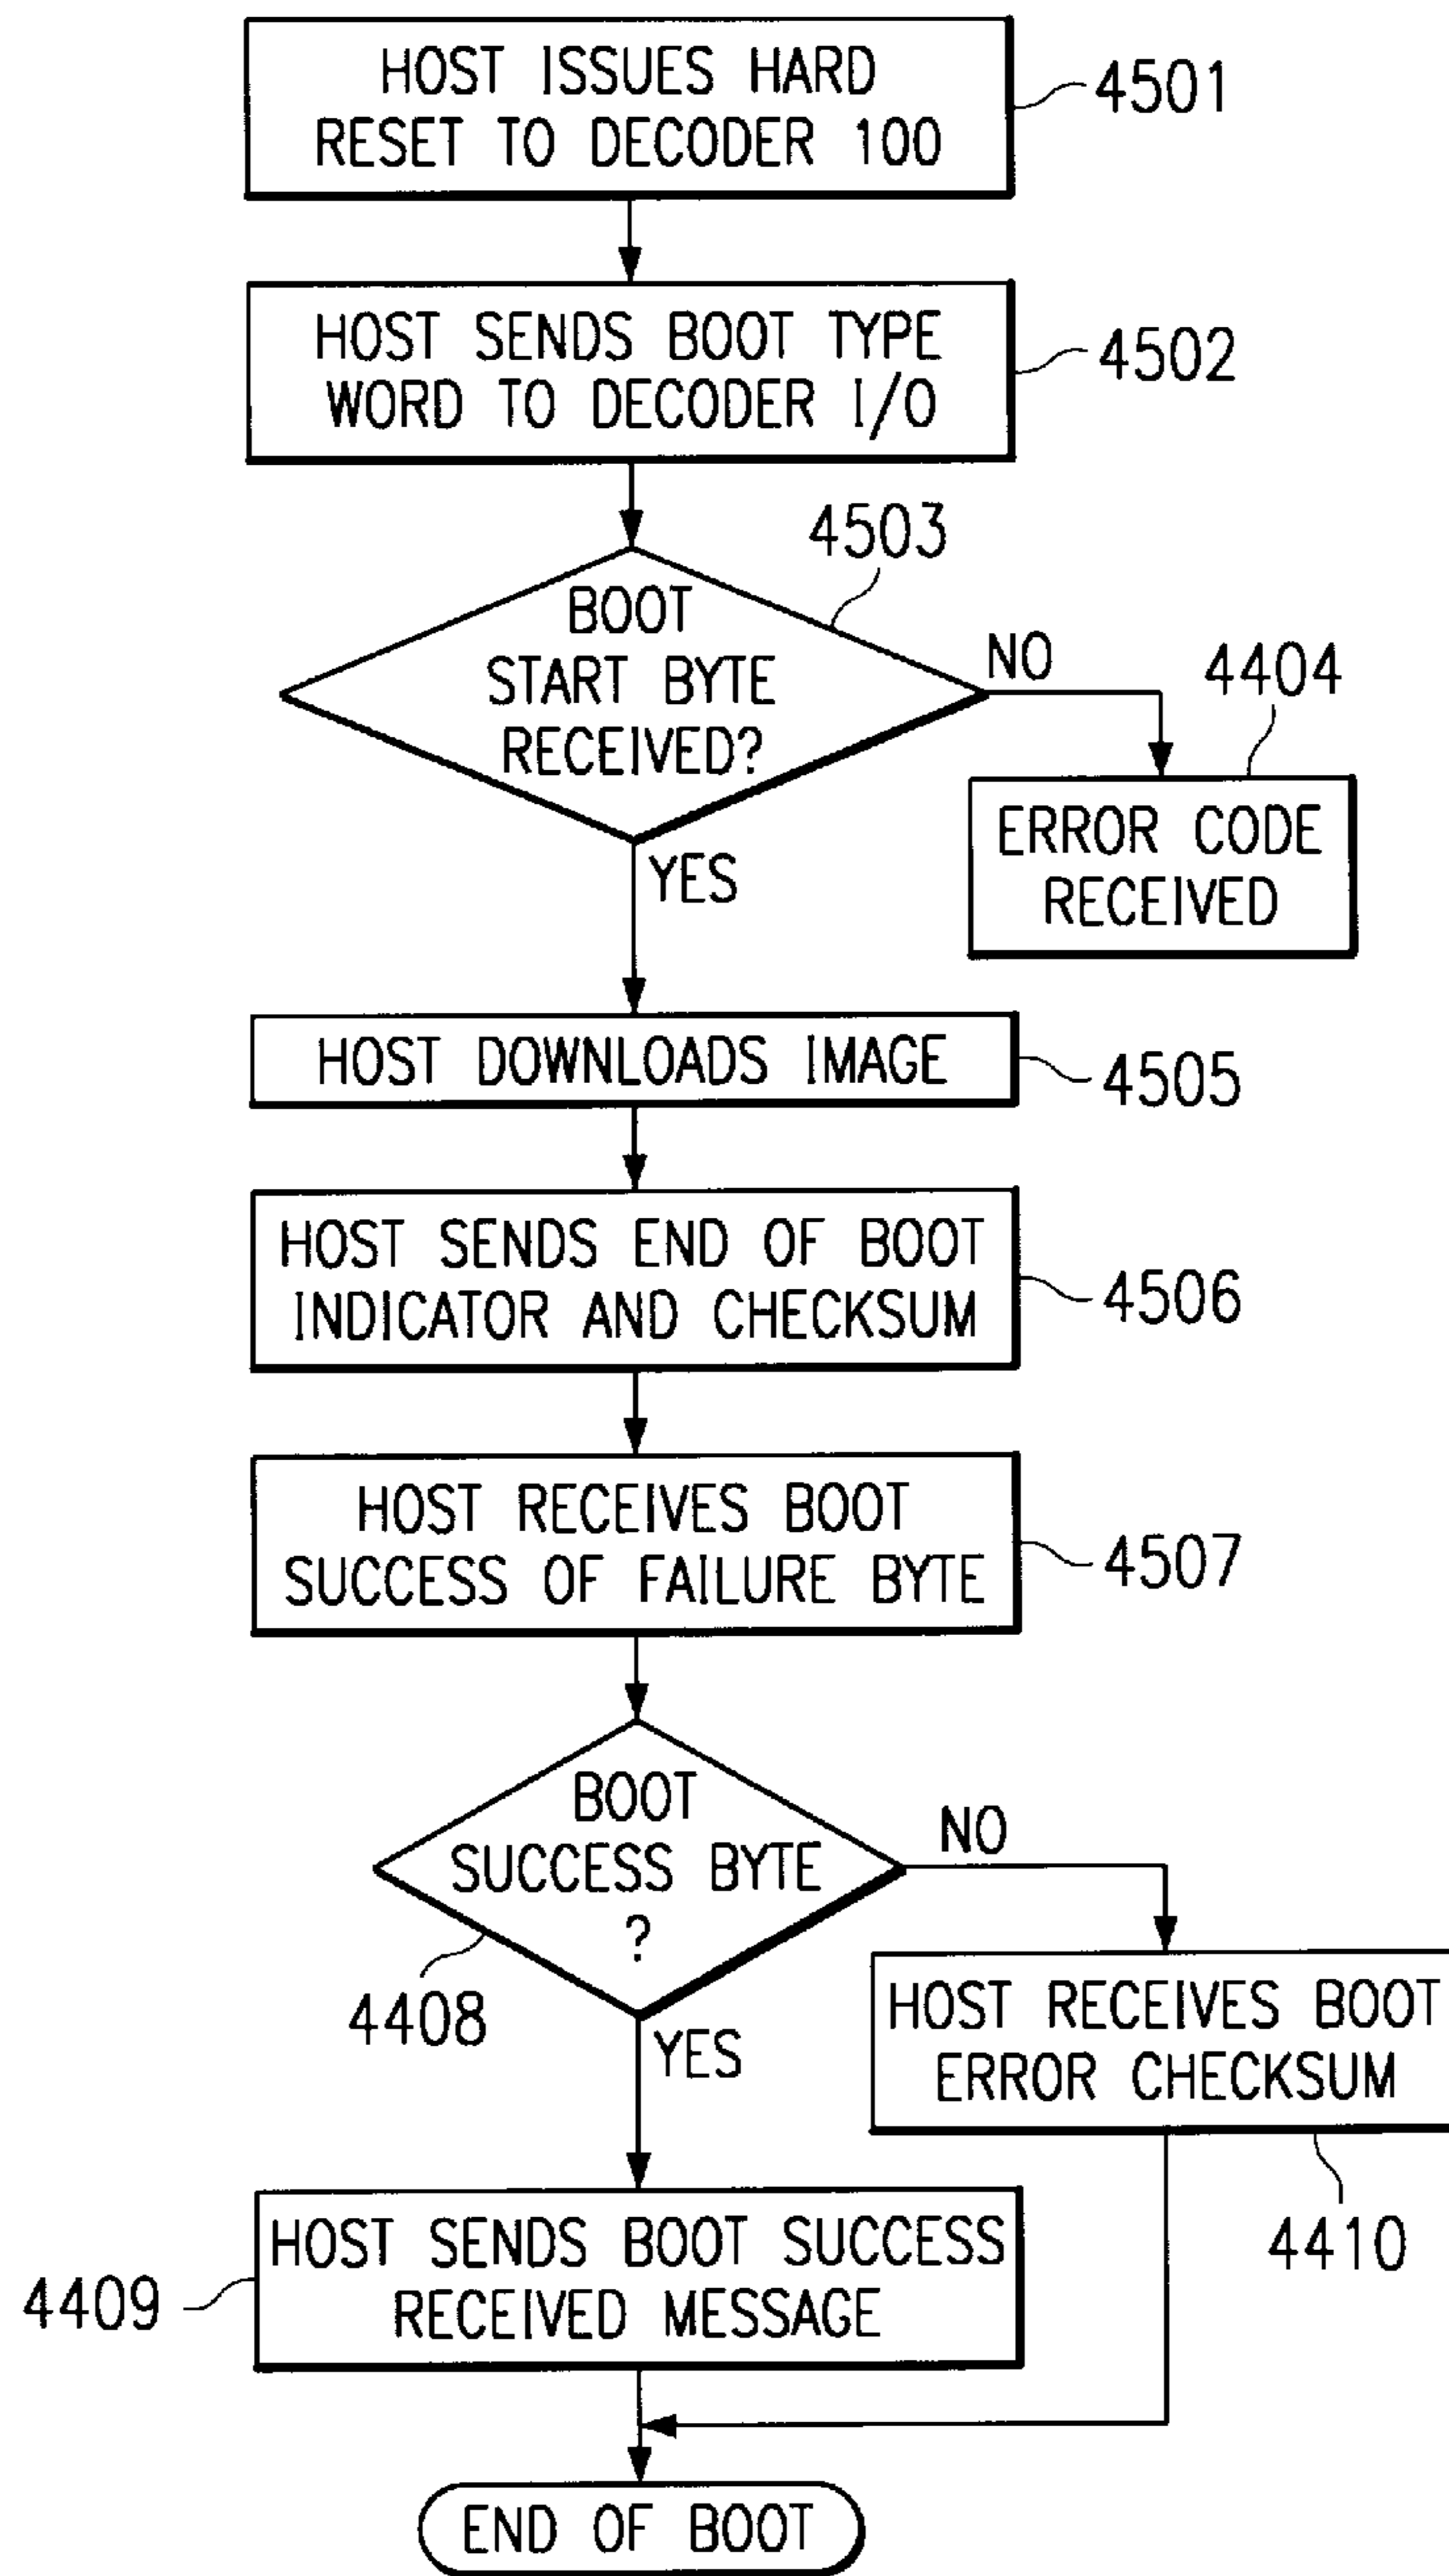 HOST ISSUES HARD
RESET TO DECODER 100
4501
HOST SENDS BOOT TYPE
WORD TO DECODER I/O
4502
4503
BOOT
START BYTE
RECEIVED?
NO
4404
ERROR CODE
RECEIVED
YES
HOST DOWNLOADS IMAGE
4505
HOST SENDS END OF BOOT
INDICATOR AND CHECKSUM
4506
HOST RECEIVES BOOT
SUCCESS OF FAILURE BYTE
4507
BOOT
SUCCESS BYTE
?
NO
4408
YES
HOST RECEIVES BOOT
ERROR CHECKSUM
4410
HOST SENDS BOOT SUCCESS
RECEIVED MESSAGE
4409
END OF BOOT